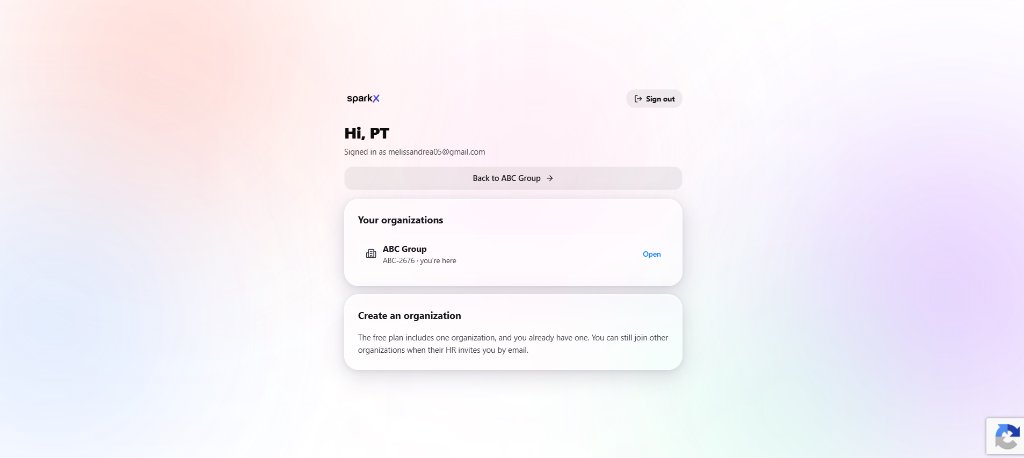 sparkX
Sign out
Hi, PT
Signed in as melissandrea05@gmail.com
Back to ABC Group →
Your organizations
ABC Group
ABC-2676 · you're here
Open
Create an organization
The free plan includes one organization, and you already have one. You can still join other
organizations when their HR invites you by email.